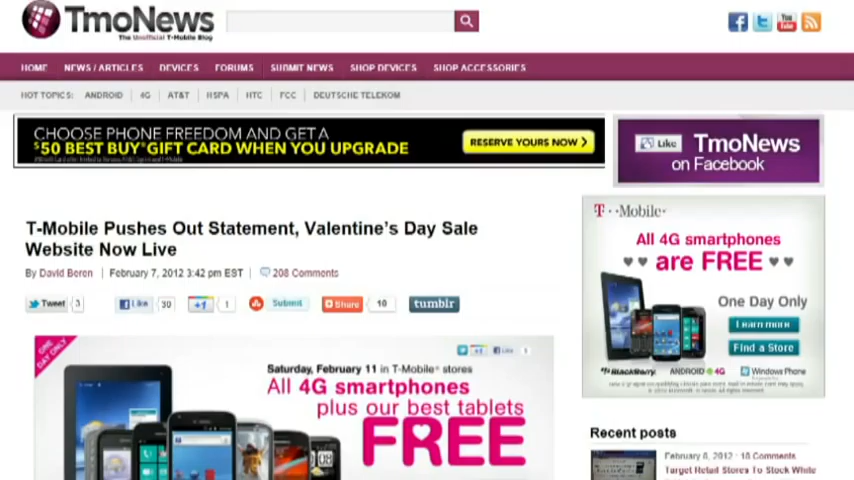 TmoNews
The Unofficial T-Mobile Blog
HOME NEWS / ARTICLES DEVICES FORUMS SUBMIT NEWS SHOP DEVICES SHOP ACCESSORIES
HOT TOPICS: ANDROID 4G AT&T HSPA HTC FCC DEUTSCHE TELEKOM
CHOOSE PHONE FREEDOM AND GET A
$50 BEST BUY GIFT CARD WHEN YOU UPGRADE
RESERVE YOURS NOW
Like TmoNews
on Facebook
T-Mobile Pushes Out Statement, Valentine's Day Sale
Website Now Live
By David Beren | February 7, 2012 3:42 pm EST | 208 Comments
Tweet 3 Like 30 +1 1 Submit Share 10 tumblr
ONE DAY ONLY
Like
Saturday, February 11 in T-Mobile stores
All 4G smartphones
plus our best tablets
FREE
T··Mobile·
All 4G smartphones
are FREE
One Day Only
Learn more
Find a Store
BlackBerry ANDROID 4G Windows Phone
Recent posts
February 6, 2012 - 18 Comments
Target Retail Stores To Stock White